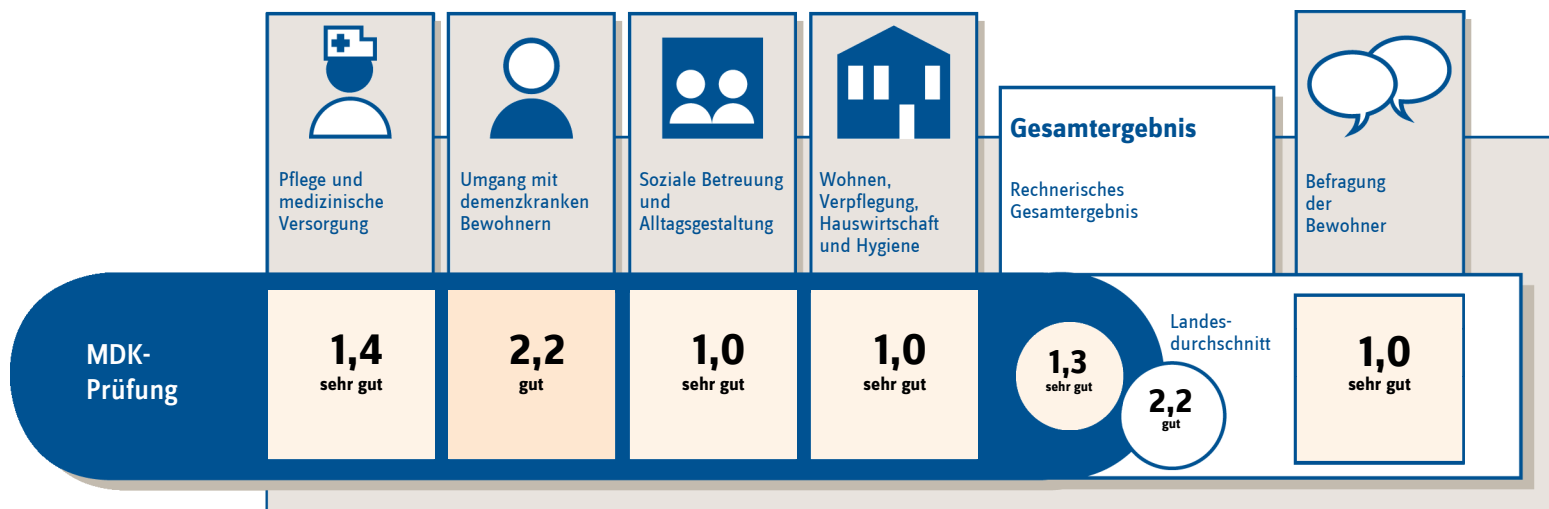 Pflege und
medizinische
Versorgung
Umgang mit
demenzkranken
Bewohnern
Soziale Betreuung
und
Alltagsgestaltung
Wohnen,
Verpflegung,
Hauswirtschaft
und Hygiene
Gesamtergebnis
Rechnerisches
Gesamtergebnis
Befragung
der
Bewohner
MDK-
Prüfung
1,4
sehr gut
2,2
gut
1,0
sehr gut
1,0
sehr gut
1,3
sehr gut
Landes-
durchschnitt
2,2
gut
1,0
sehr gut